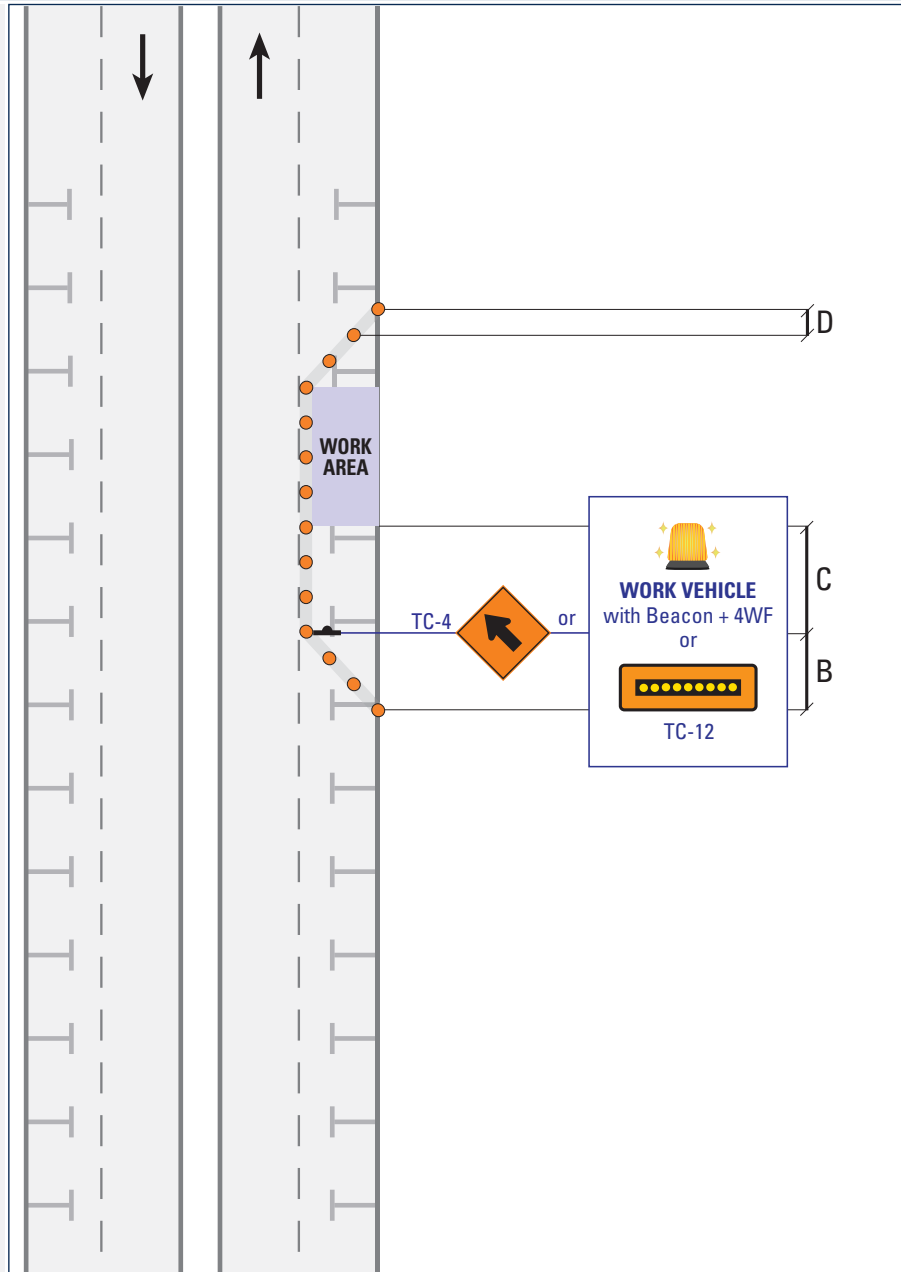 D
WORK
AREA
TC-4
or
WORK VEHICLE
with Beacon + 4WF
or
TC-12
C
B